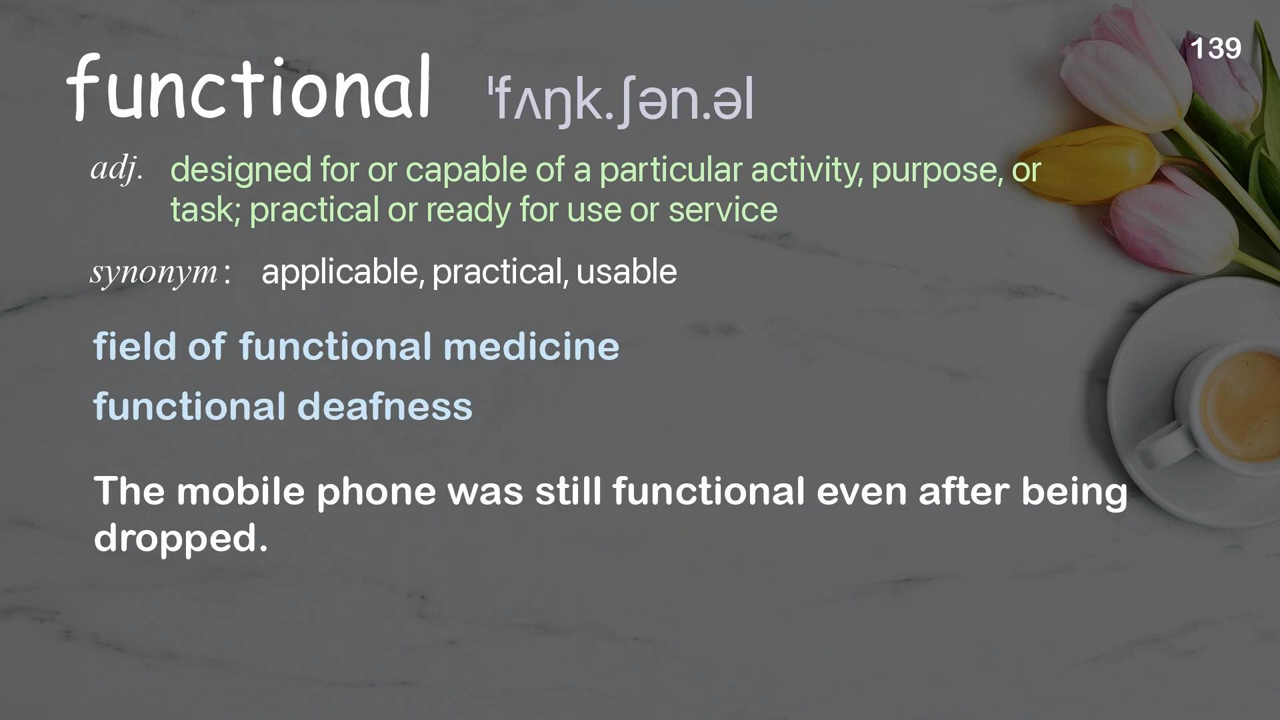 139
functional ˈfʌŋk.ʃən.əl
adj. designed for or capable of a particular activity, purpose, or
task; practical or ready for use or service
synonym: applicable, practical, usable
field of functional medicine
functional deafness
The mobile phone was still functional even after being
dropped.